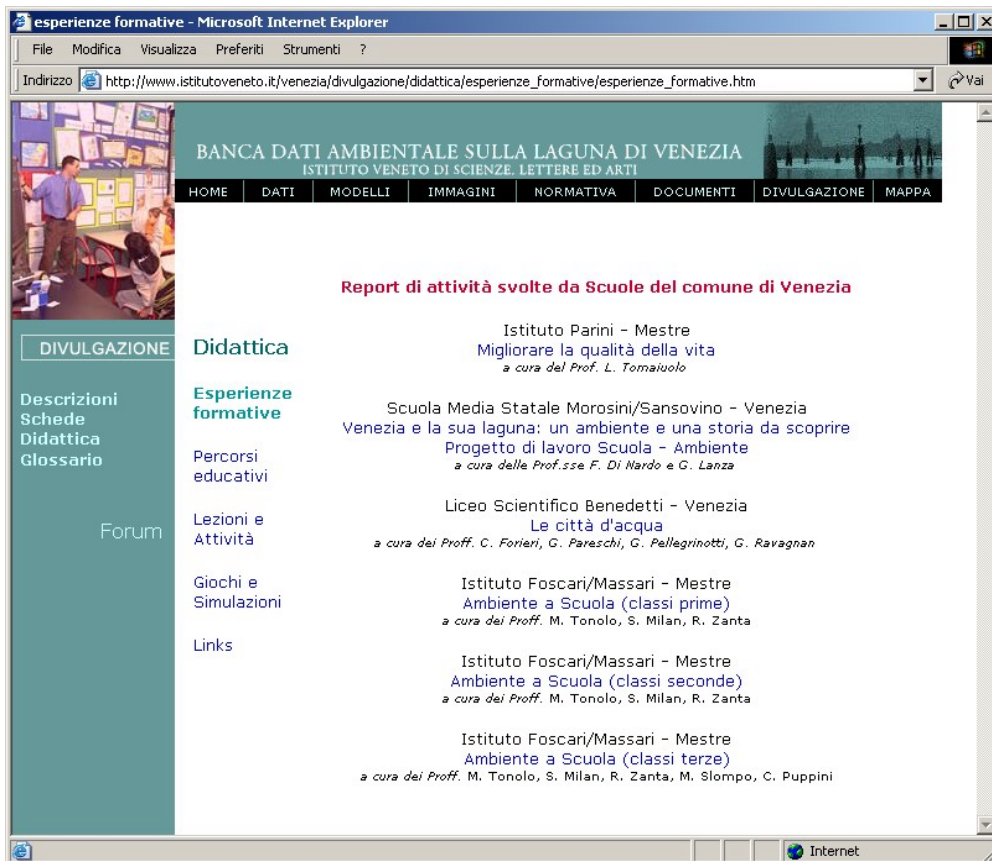 esperienze formative - Microsoft Internet Explorer
File Modifica Visualizza Preferiti Strumenti ?
Indirizzo http://www.istitutoveneto.it/venezia/divulgazione/didattica/esperienze_formative/esperienze_formative.htm Vai
BANCA DATI AMBIENTALE SULLA LAGUNA DI VENEZIA
ISTITUTO VENETO DI SCIENZE, LETTERE ED ARTI
HOME DATI MODELLI IMMAGINI NORMATIVA DOCUMENTI DIVULGAZIONE MAPPA
DIVULGAZIONE
Descrizioni
Schede
Didattica
Glossario
Forum
Didattica
Esperienze
formative
Percorsi
educativi
Lezioni e
Attività
Giochi e
Simulazioni
Links
Report di attività svolte da Scuole del comune di Venezia
Istituto Parini - Mestre
Migliorare la qualità della vita
a cura del Prof. L. Tomaiuolo
Scuola Media Statale Morosini/Sansovino - Venezia
Venezia e la sua laguna: un ambiente e una storia da scoprire
Progetto di lavoro Scuola - Ambiente
a cura delle Prof.sse F. Di Nardo e G. Lanza
Liceo Scientifico Benedetti - Venezia
Le città d'acqua
a cura dei Proff. C. Forieri, G. Pareschi, G. Pellegrinotti, G. Ravagnan
Istituto Foscari/Massari - Mestre
Ambiente a Scuola (classi prime)
a cura dei Proff. M. Tonolo, S. Milan, R. Zanta
Istituto Foscari/Massari - Mestre
Ambiente a Scuola (classi seconde)
a cura dei Proff. M. Tonolo, S. Milan, R. Zanta
Istituto Foscari/Massari - Mestre
Ambiente a Scuola (classi terze)
a cura dei Proff. M. Tonolo, S. Milan, R. Zanta, M. Slompo, C. Puppini
Internet